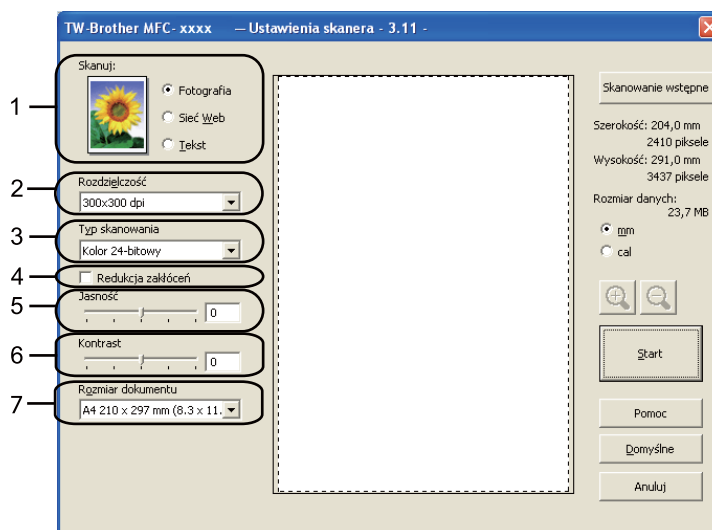 TW-Brother MFC- xxxx — Ustawienia skanera - 3.11 -
1
Skanuj:
Fotografia
Sieć Web
Tekst
2
Rozdzielczość
300x300 dpi
3
Typ skanowania
Kolor 24-bitowy
4
Redukcja zakłóceń
5
Jasność
0
6
Kontrast
0
7
Rozmiar dokumentu
A4 210 x 297 mm (8.3 x 11.
Skanowanie wstępne
Szerokość: 204,0 mm
2410 piksele
Wysokość: 291,0 mm
3437 piksele
Rozmiar danych:
23,7 MB
mm
cal
Start
Pomoc
Domyślne
Anuluj